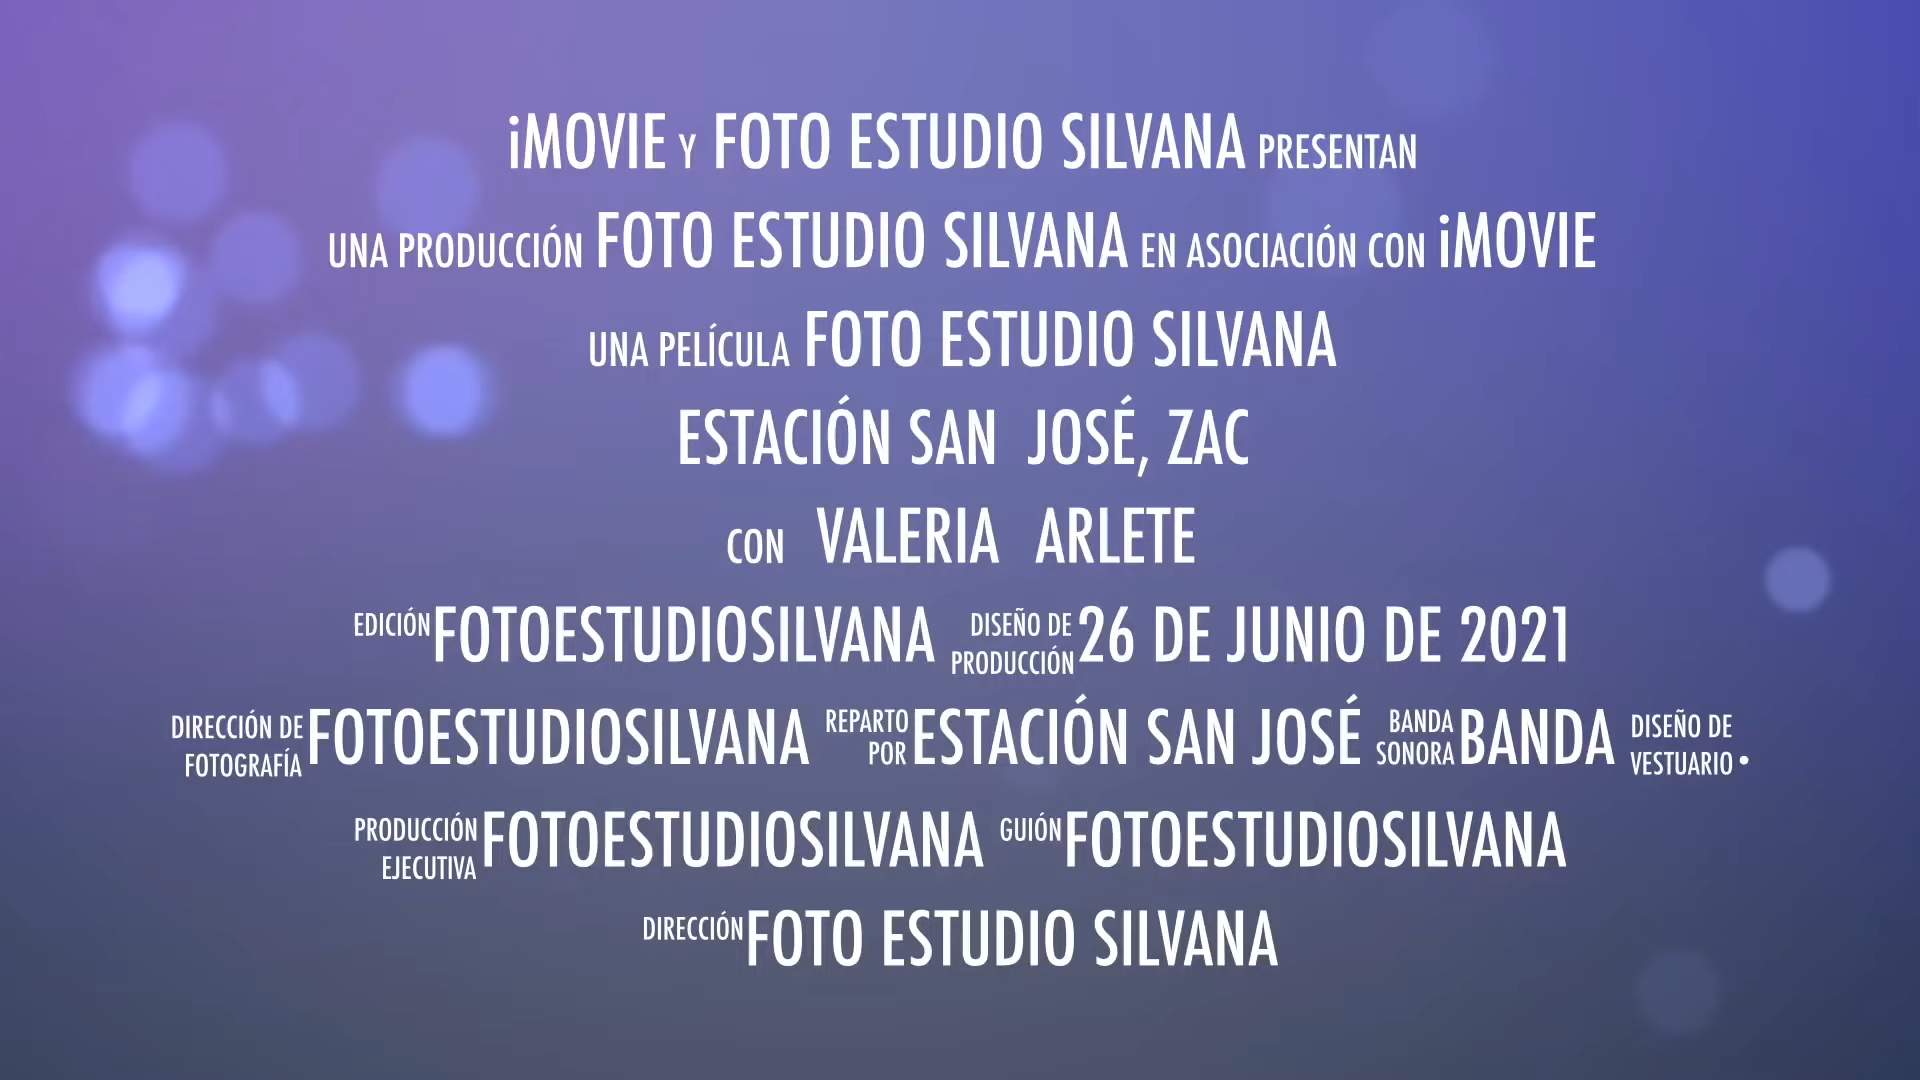 iMOVIE Y FOTO ESTUDIO SILVANA PRESENTAN
UNA PRODUCCIÓN FOTO ESTUDIO SILVANA EN ASOCIACIÓN CON iMOVIE
UNA PELÍCULA FOTO ESTUDIO SILVANA
ESTACIÓN SAN JOSÉ, ZAC
CON VALERIA ARLETE
EDICIÓN FOTOESTUDIOSILVANA DISEÑO DE PRODUCCIÓN 26 DE JUNIO DE 2021
DIRECCIÓN DE FOTOGRAFÍA FOTOESTUDIOSILVANA REPARTO POR ESTACIÓN SAN JOSÉ BANDA SONORA BANDA DISEÑO DE VESTUARIO .
PRODUCCIÓN EJECUTIVA FOTOESTUDIOSILVANA GUIÓN FOTOESTUDIOSILVANA
DIRECCIÓN FOTO ESTUDIO SILVANA